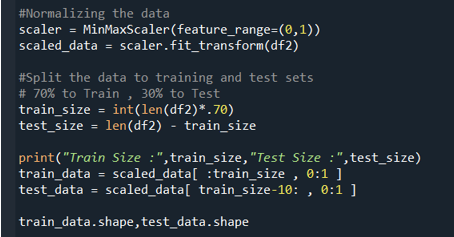 #Normalizing the data
scaler = MinMaxScaler(feature_range=(0,1))
scaled_data = scaler.fit_transform(df2)
#Split the data to training and test sets
# 70% to Train , 30% to Test
train_size = int(len(df2)*.70)
test_size = len(df2) - train_size
print("Train Size :",train_size,"Test Size :",test_size)
train_data = scaled_data[ :train_size , 0:1 ]
test_data = scaled_data[ train_size-10: , 0:1 ]
train_data.shape,test_data.shape